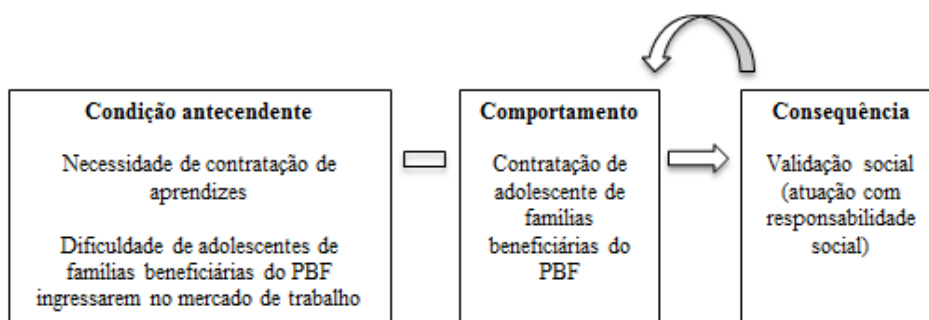 Condição antecedente
Necessidade de contratação de
aprendizes
Dificuldade de adolescentes de
famílias beneficiárias do PBF
ingressarem no mercado de trabalho
Comportamento
Contratação de
adolescente de
famílias
beneficiárias do
PBF
Consequência
Validação social
(atuação com
responsabilidade
social)